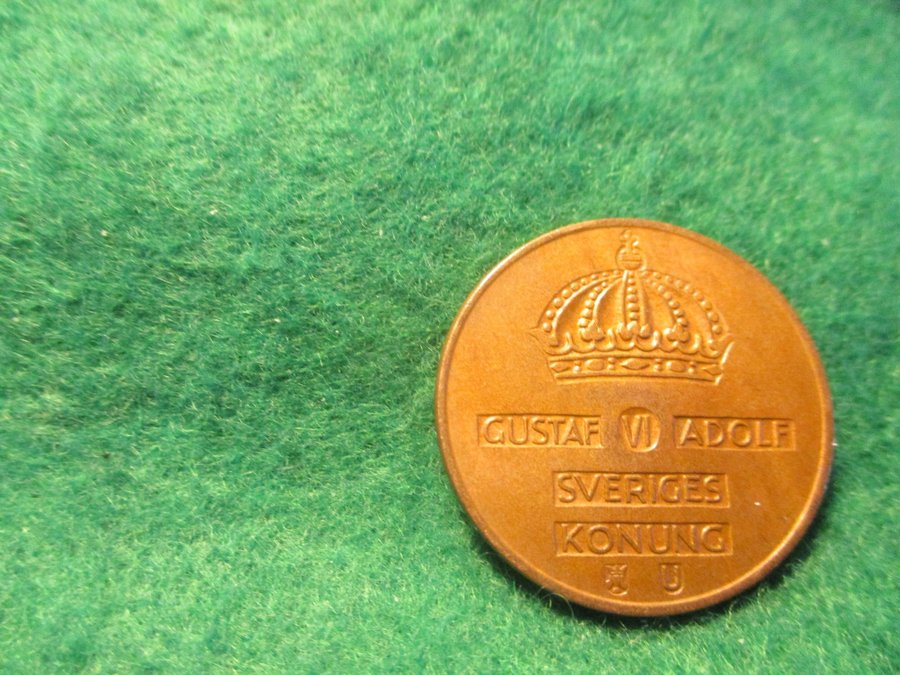 GUSTAF VI ADOLF
SVERIGES
KONUNG
U